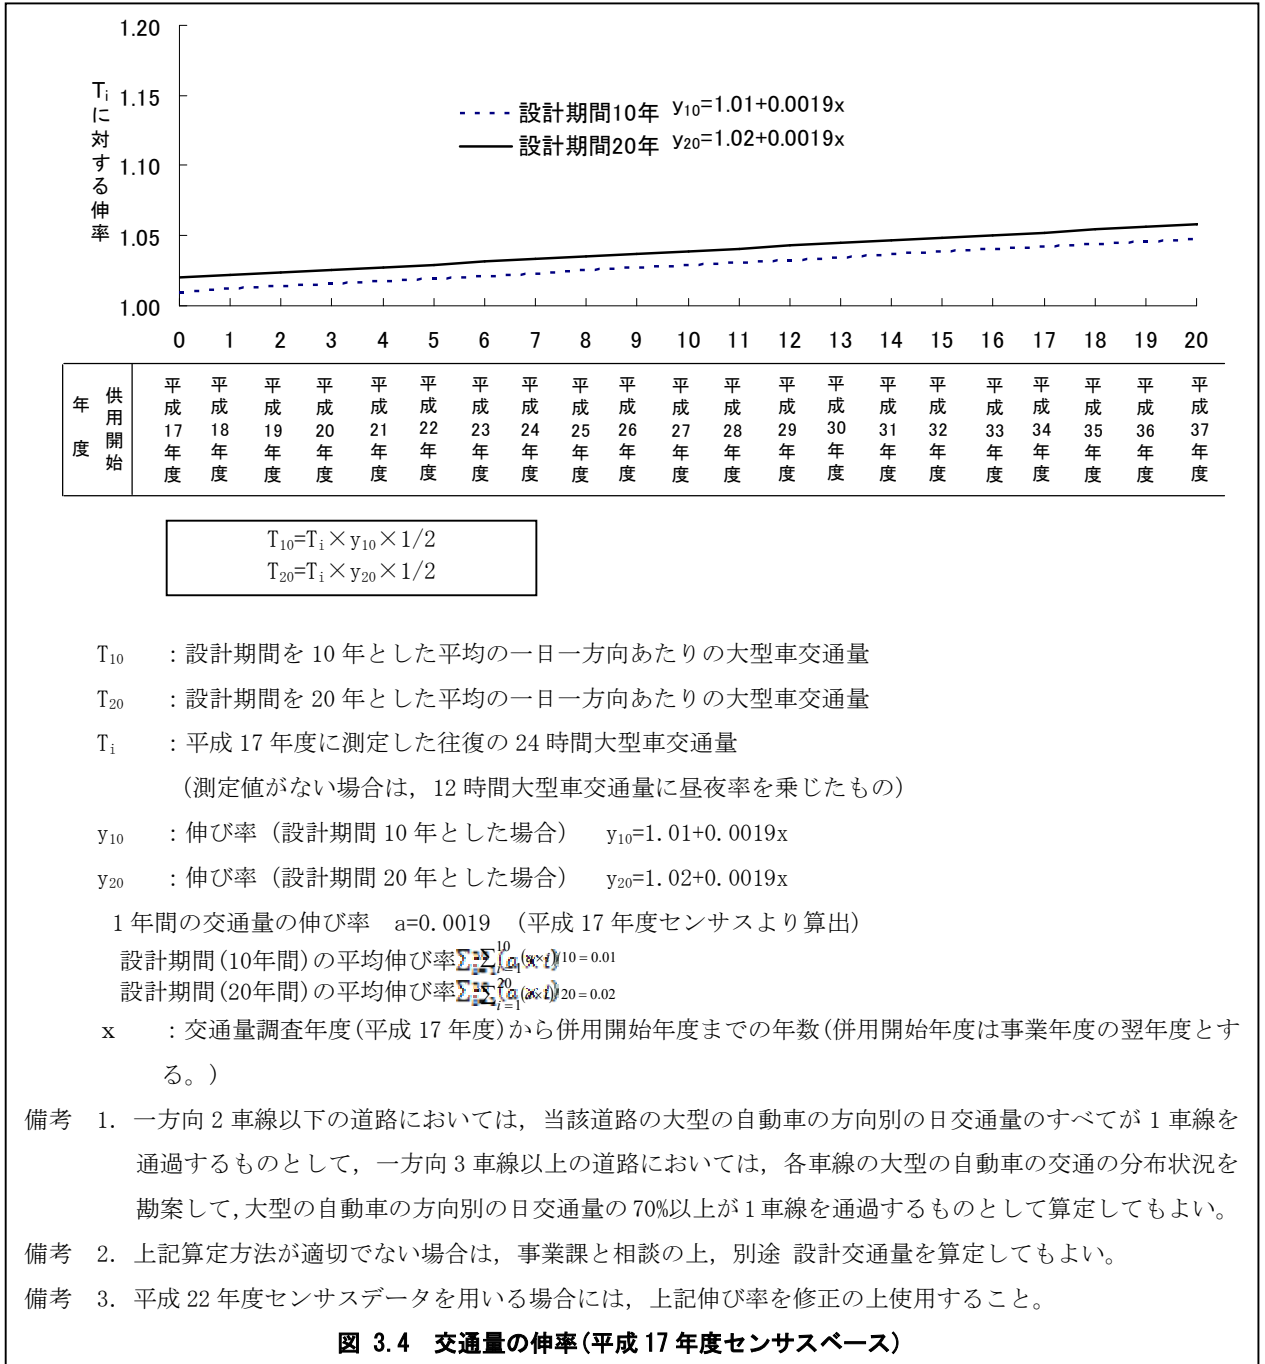 1.20
1.15
1.10
1.05
1.00
Tiに対する伸率
設計期間10年 y10=1.01+0.0019x
設計期間20年 y20=1.02+0.0019x
0 1 2 3 4 5 6 7 8 9 10 11 12 13 14 15 16 17 18 19 20
年度 供用開始 平成17年度 平成18年度 平成19年度 平成20年度 平成21年度 平成22年度 平成23年度 平成24年度 平成25年度 平成26年度 平成27年度 平成28年度 平成29年度 平成30年度 平成31年度 平成32年度 平成33年度 平成34年度 平成35年度 平成36年度 平成37年度
T10=Ti×y10×1/2
T20=Ti×y20×1/2
T10 ：設計期間を 10 年とした平均の一日一方向あたりの大型車交通量
T20 ：設計期間を 20 年とした平均の一日一方向あたりの大型車交通量
Ti ：平成 17 年度に測定した往復の 24 時間大型車交通量
(測定値がない場合は，12 時間大型車交通量に昼夜率を乗じたもの)
y10 ：伸び率（設計期間 10 年とした場合） y10=1.01+0.0019x
y20 ：伸び率（設計期間 20 年とした場合） y20=1.02+0.0019x
1 年間の交通量の伸び率 a=0.0019 (平成 17 年度センサスより算出)
設計期間(10年間)の平均伸び率 10 = 0.01
設計期間(20年間)の平均伸び率 20 = 0.02
x ：交通量調査年度(平成 17 年度)から併用開始年度までの年数(併用開始年度は事業年度の翌年度とす
る。)
備考 1. 一方向 2 車線以下の道路においては，当該道路の大型の自動車の方向別の日交通量のすべてが 1 車線を
通過するものとして，一方向 3 車線以上の道路においては，各車線の大型の自動車の交通の分布状況を
勘案して,大型の自動車の方向別の日交通量の 70%以上が 1 車線を通過するものとして算定してもよい。
備考 2. 上記算定方法が適切でない場合は，事業課と相談の上，別途 設計交通量を算定してもよい。
備考 3. 平成 22 年度センサスデータを用いる場合には，上記伸び率を修正の上使用すること。
図 3.4 交通量の伸率(平成 17 年度センサスベース)